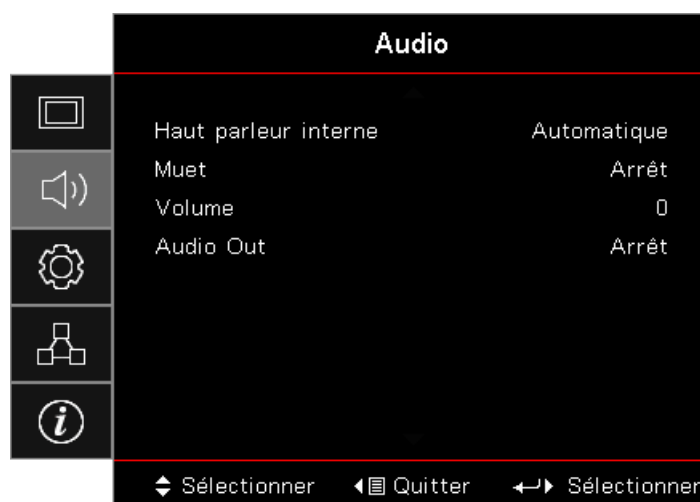 Audio
Haut parleur interne Automatique
Muet Arrêt
Volume 0
Audio Out Arrêt
Sélectionner Quitter Sélectionner